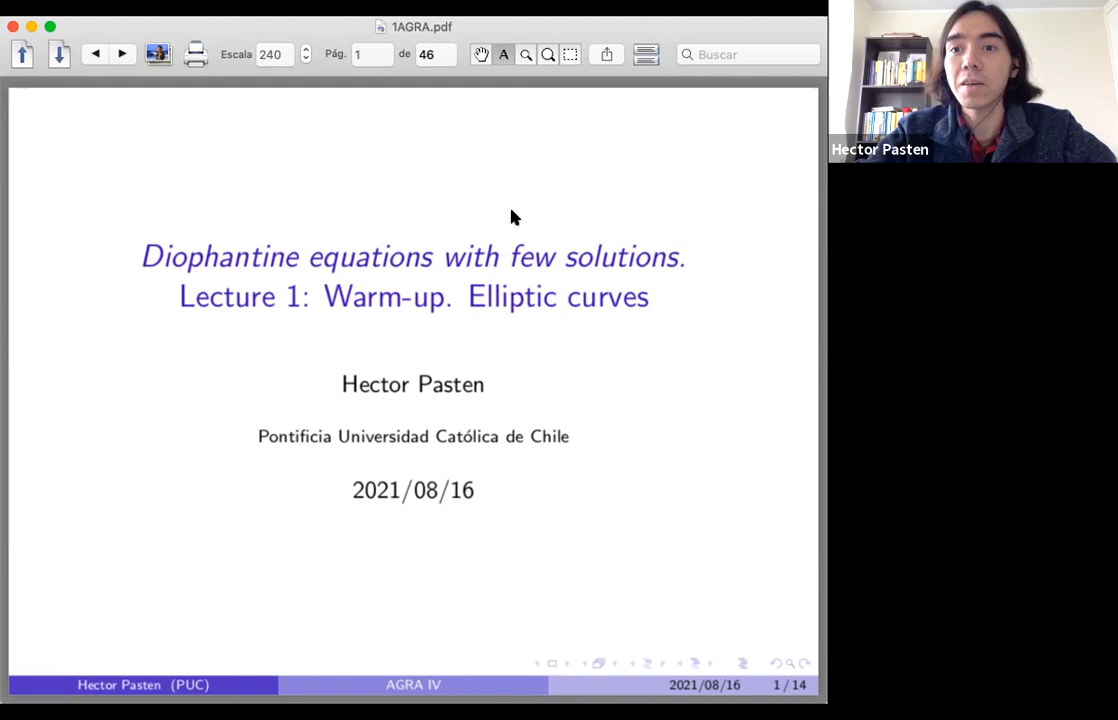 1AGRA.pdf
Escala 240
Pág. 1 de 46
A
Buscar
Hector Pasten
Diophantine equations with few solutions.
Lecture 1: Warm-up. Elliptic curves
Hector Pasten
Pontificia Universidad Católica de Chile
2021/08/16
Hector Pasten (PUC) AGRA IV 2021/08/16 1 / 14